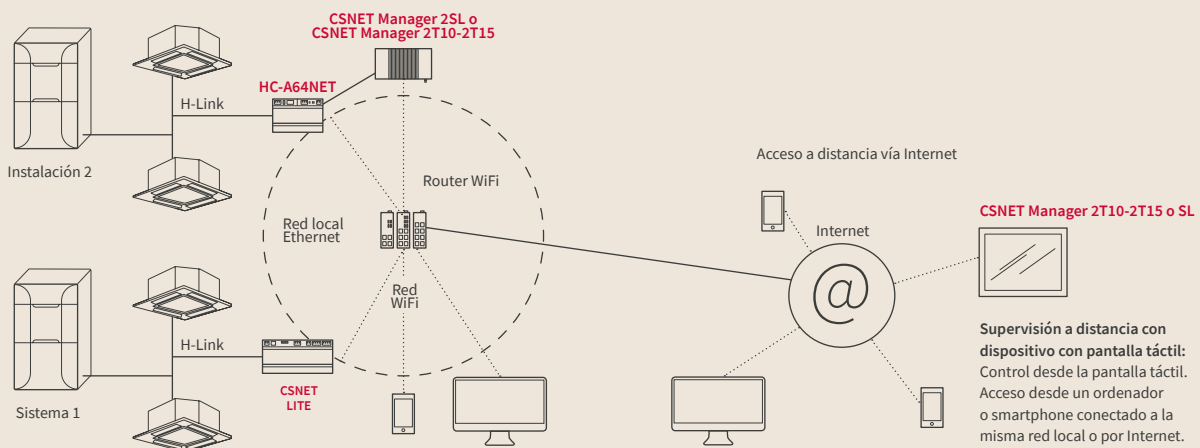 CSNET Manager 2SL o
CSNET Manager 2T10-2T15
HC-A64NET
H-Link
Instalación 2
Router WiFi
Acceso a distancia vía Internet
Red local
Ethernet
Internet
CSNET Manager 2T10-2T15 o SL
@
Red
WiFi
H-Link
CSNET
LITE
Sistema 1
Supervisión a distancia con
dispositivo con pantalla táctil:
Control desde la pantalla táctil.
Acceso desde un ordenador
o smartphone conectado a la
misma red local o por Internet.